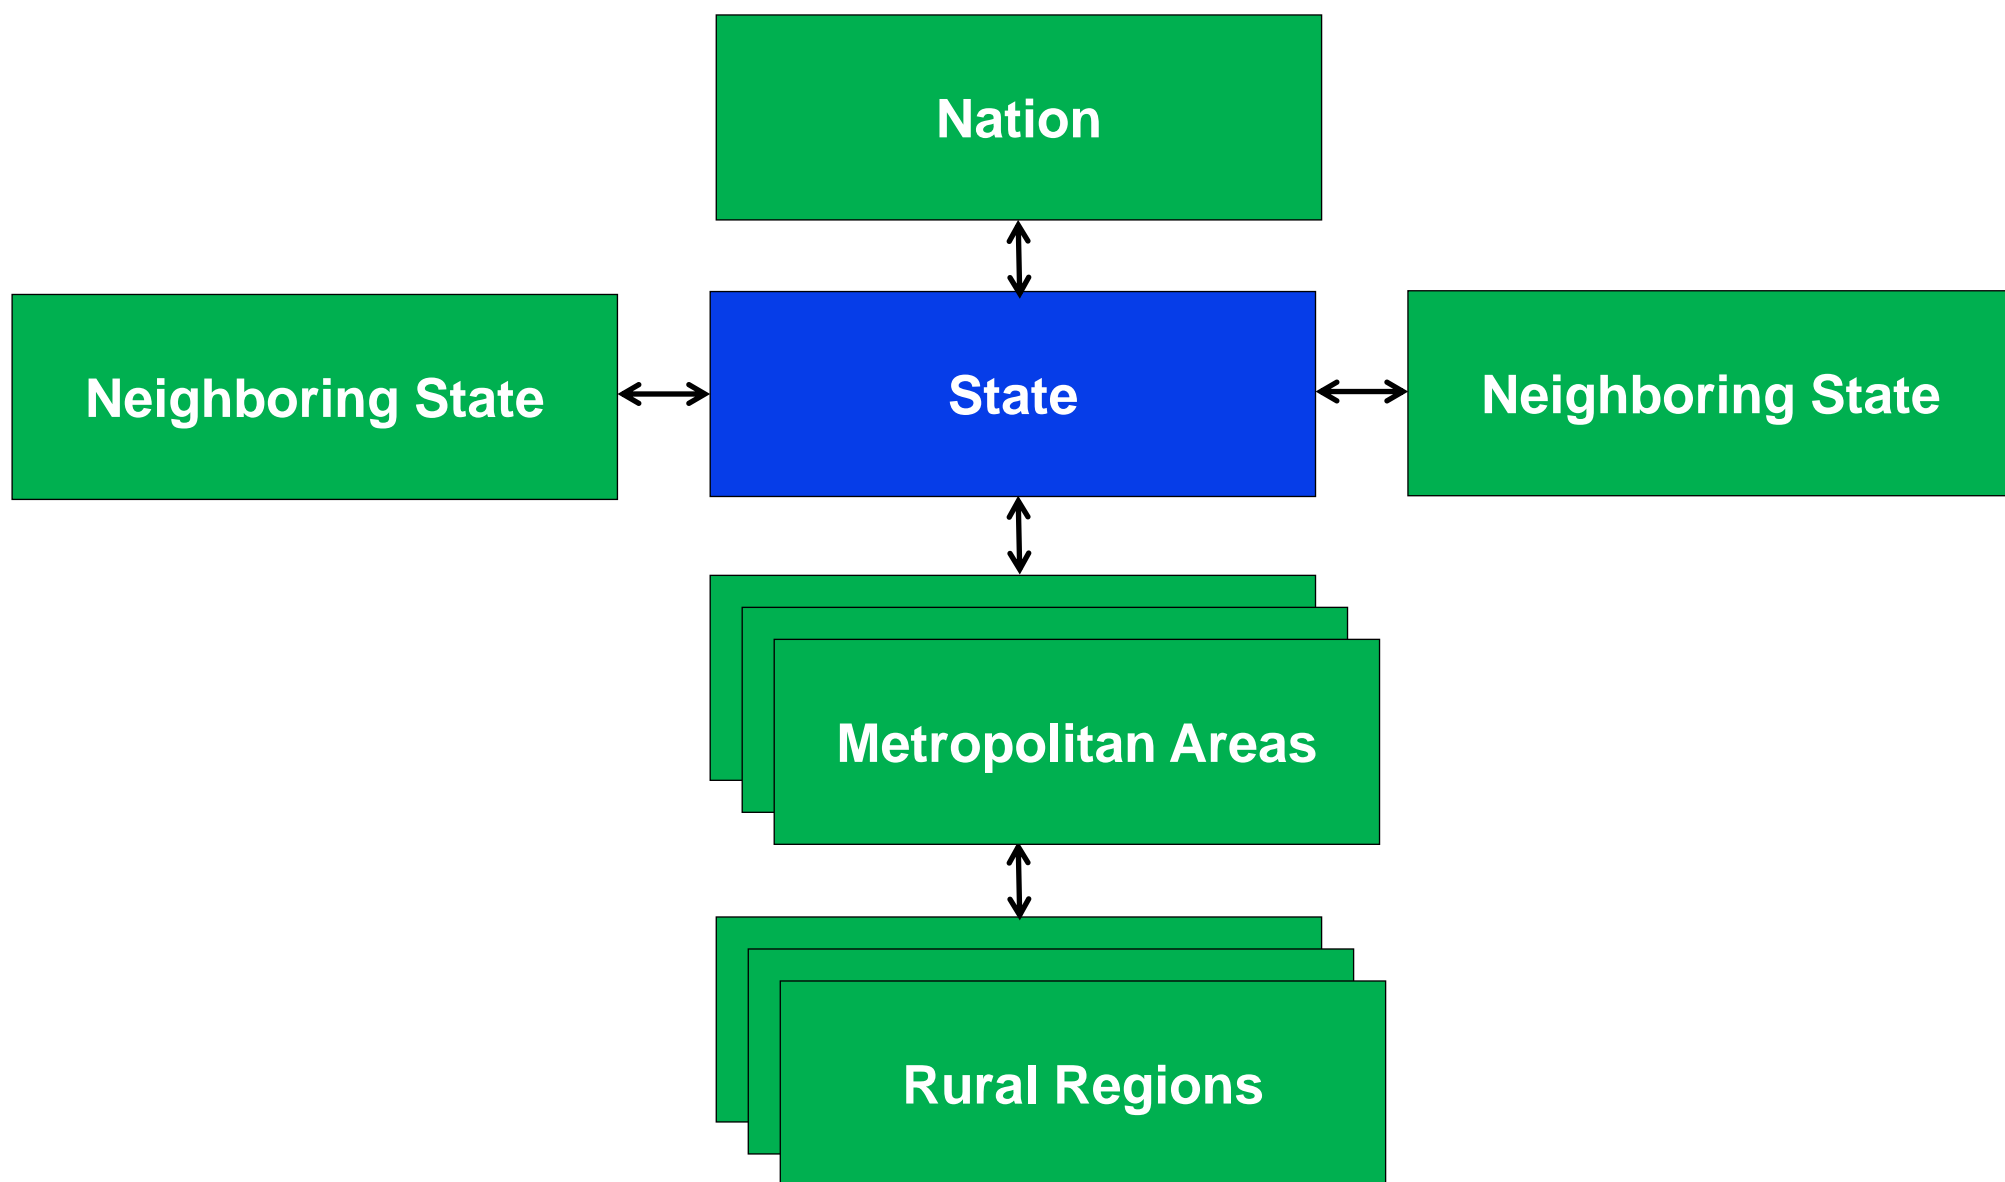 Nation
Neighboring State
State
Neighboring State
Metropolitan Areas
Rural Regions